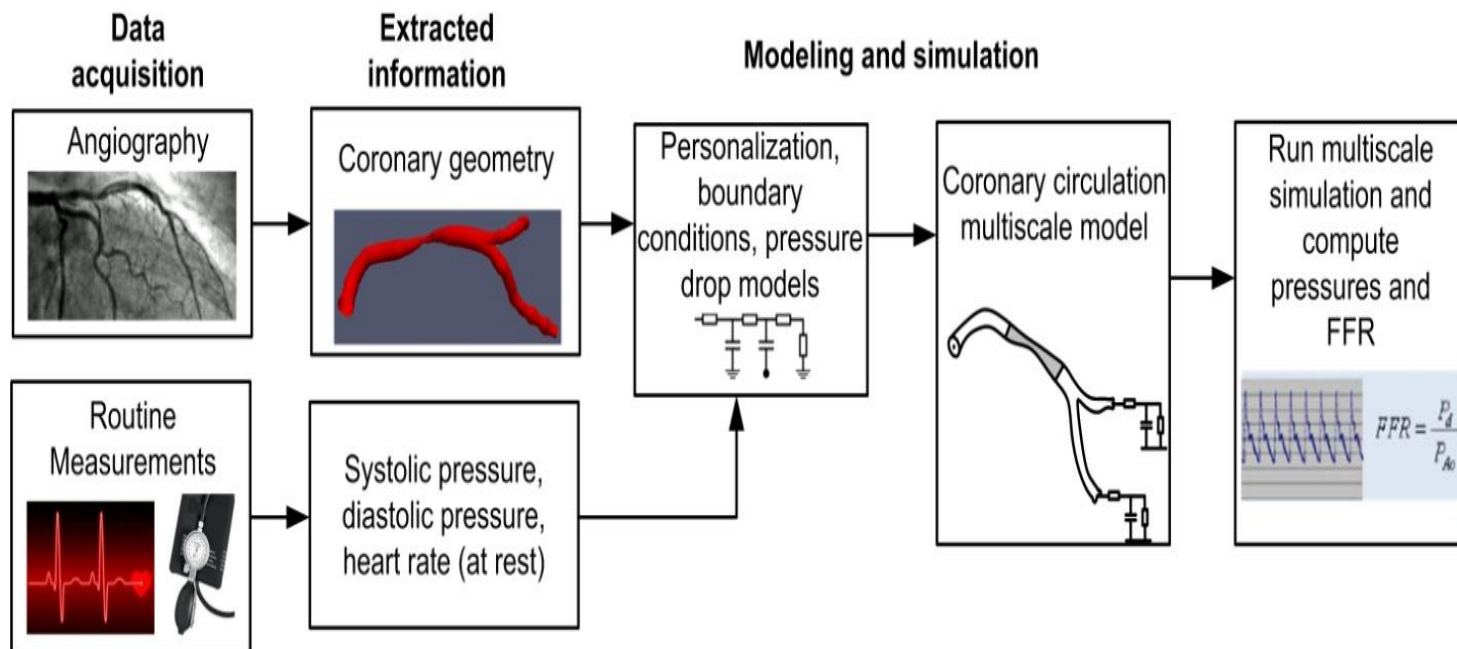 Data
acquisition
Extracted
information
Modeling and simulation
Angiography
Coronary geometry
Personalization,
boundary
conditions, pressure
drop models
Coronary circulation
multiscale model
Run multiscale
simulation and
compute
pressures and
FFR
FFR = P_d / P_Ao
Routine
Measurements
Systolic pressure,
diastolic pressure,
heart rate (at rest)